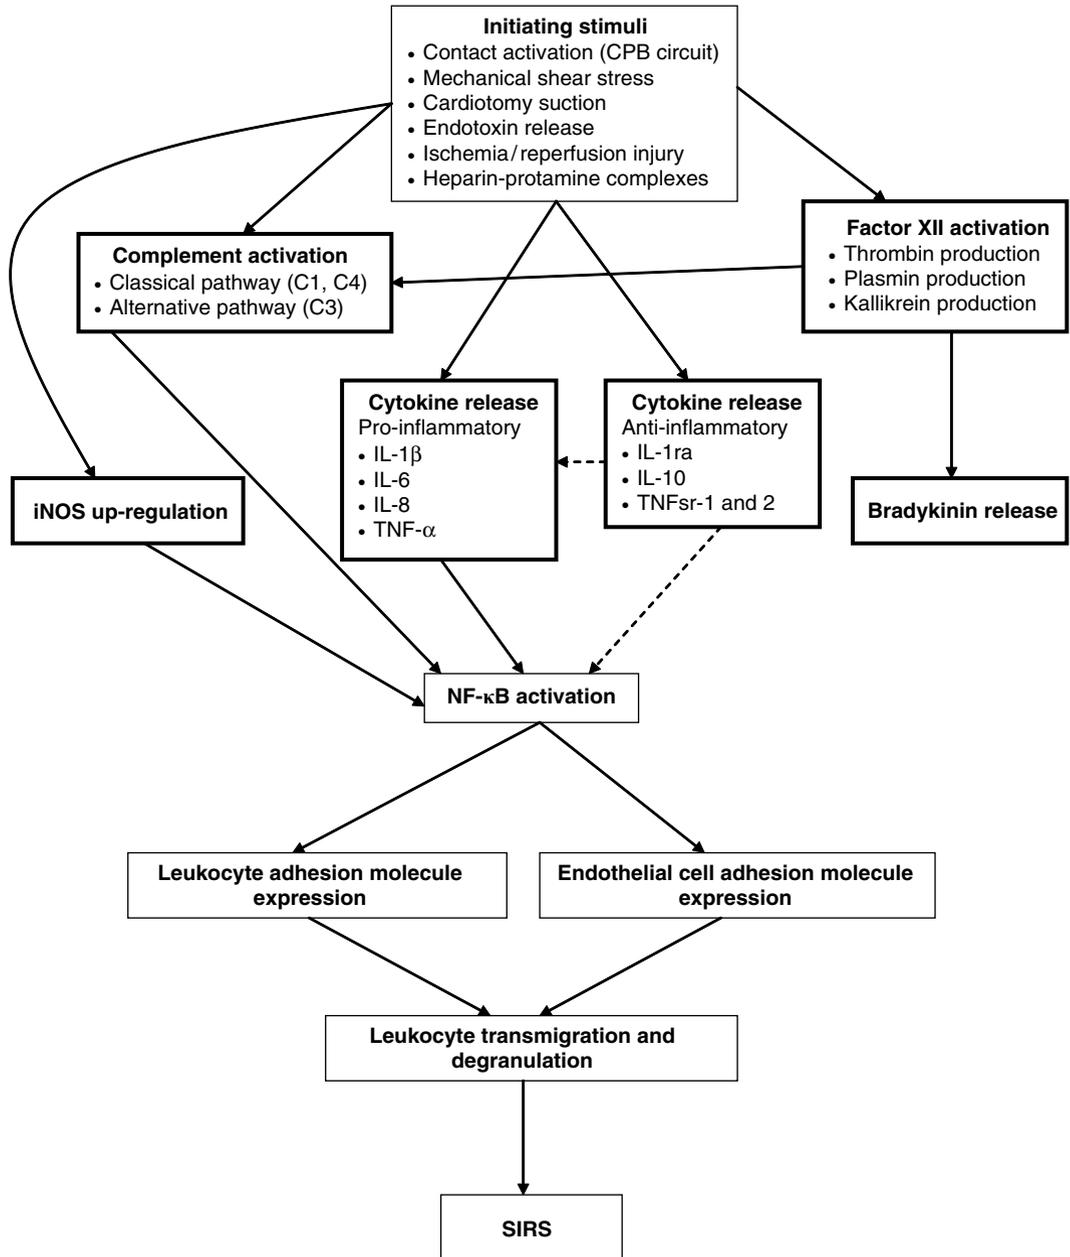 Initiating stimuli
• Contact activation (CPB circuit)
• Mechanical shear stress
• Cardiotomy suction
• Endotoxin release
• Ischemia/reperfusion injury
• Heparin-protamine complexes
Factor XII activation
• Thrombin production
• Plasmin production
• Kallikrein production
Complement activation
• Classical pathway (C1, C4)
• Alternative pathway (C3)
Cytokine release
Pro-inflammatory
• IL-1β
• IL-6
• IL-8
• TNF-α
Cytokine release
Anti-inflammatory
• IL-1ra
• IL-10
• TNFsr-1 and 2
iNOS up-regulation
Bradykinin release
NF-κB activation
Leukocyte adhesion molecule
expression
Endothelial cell adhesion molecule
expression
Leukocyte transmigration and
degranulation
SIRS